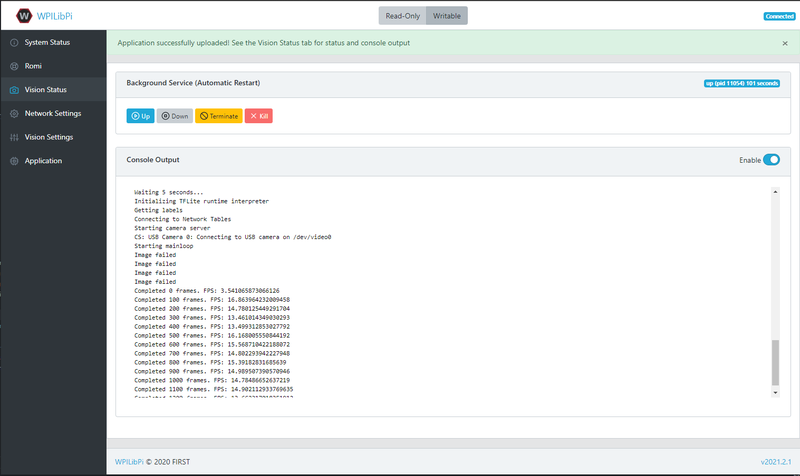 WPILibPi
Read-Only
Writable
Connected
System Status
Romi
Vision Status
Network Settings
Vision Settings
Application
Application successfully uploaded! See the Vision Status tab for status and console output
×
Background Service (Automatic Restart)
up (pid 11054) 101 seconds
Up
Down
Terminate
Kill
Console Output
Enable
Waiting 5 seconds...
Initializing TFLite runtime interpreter
Getting labels
Connecting to Network Tables
Starting camera server
CS: USB Camera 0: Connecting to USB camera on /dev/video0
Starting mainloop
Image failed
Image failed
Image failed
Image failed
Completed 0 frames. FPS: 3.541065873066126
Completed 100 frames. FPS: 16.863964232009458
Completed 200 frames. FPS: 14.780125449291704
Completed 300 frames. FPS: 13.461014349030293
Completed 400 frames. FPS: 13.499312853027792
Completed 500 frames. FPS: 16.168005550844192
Completed 600 frames. FPS: 15.568710422188072
Completed 700 frames. FPS: 14.802293942227948
Completed 800 frames. FPS: 15.39182831685639
Completed 900 frames. FPS: 14.989507390570946
Completed 1000 frames. FPS: 14.78486652637219
Completed 1100 frames. FPS: 14.902112933769635
WPILibPi © 2020 FIRST
v2021.2.1